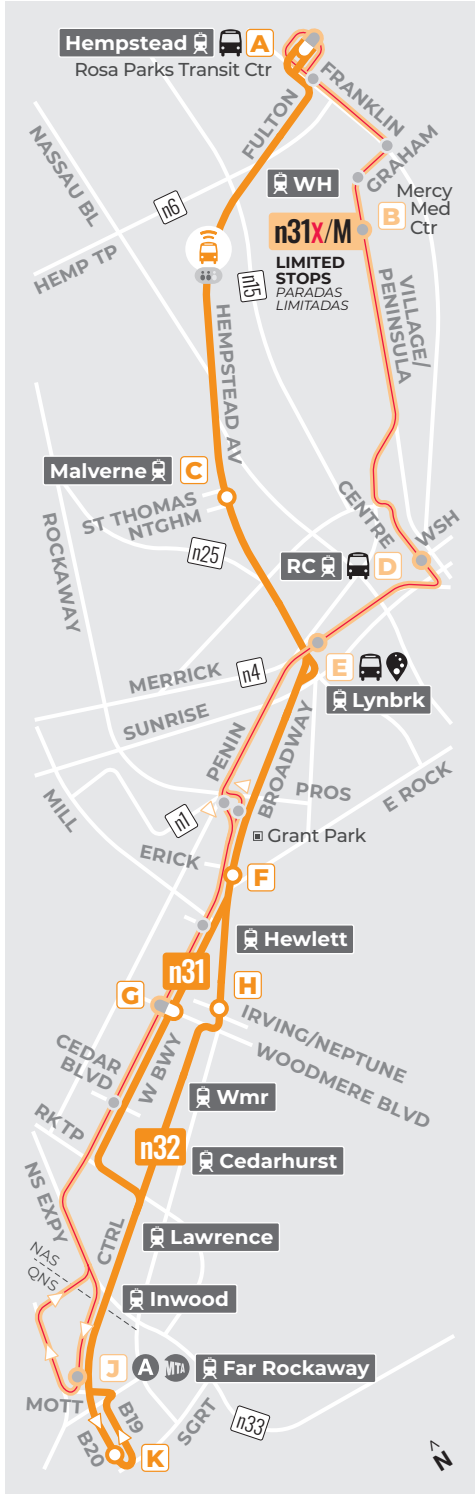 Hempstead A
Rosa Parks Transit Ctr
FULTON
FRANKLIN
GRAHAM
NASSAU BL
n6
HEMP TP
WH
B Mercy
Med
Ctr
n31x/M
LIMITED
STOPS
PARADAS
LIMITADAS
n15
HEMPSTEAD AV
VILLAGE/
PENINSULA
Malverne C
ST THOMAS
NTGHM
n25
ROCKAWAY
CENTRE
WSH
RC D
MERRICK
n4
E
SUNRISE
Lynbrk
PENIN
BROADWAY
MILL
n1
PROS
E ROCK
Grant Park
ERICK
F
Hewlett
n31
G
H
IRVING/NEPTUNE
WOODMERE BLVD
CEDAR
BLVD
W BWY
Wmr
RKTP
n32
Cedarhurst
NS EXPY
CTRL
Lawrence
NAS
QNS
Inwood
J A MTA Far Rockaway
MOTT
B20
B19
SGRT
n33
K
N